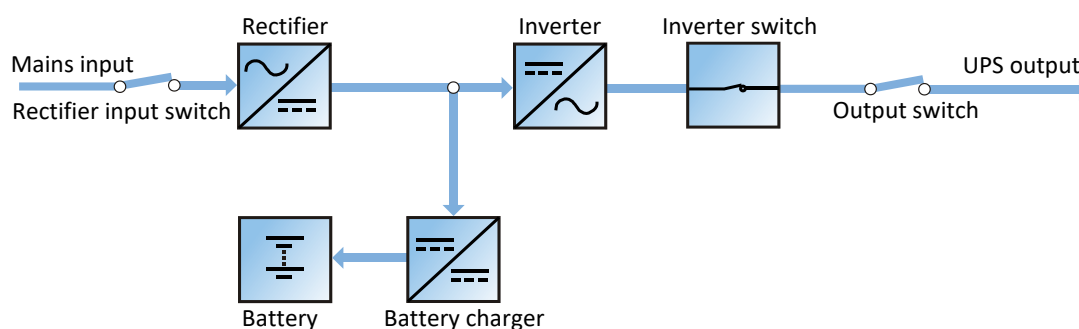 Rectifier
Inverter
Inverter switch
Mains input
UPS output
Rectifier input switch
Output switch
Battery
Battery charger